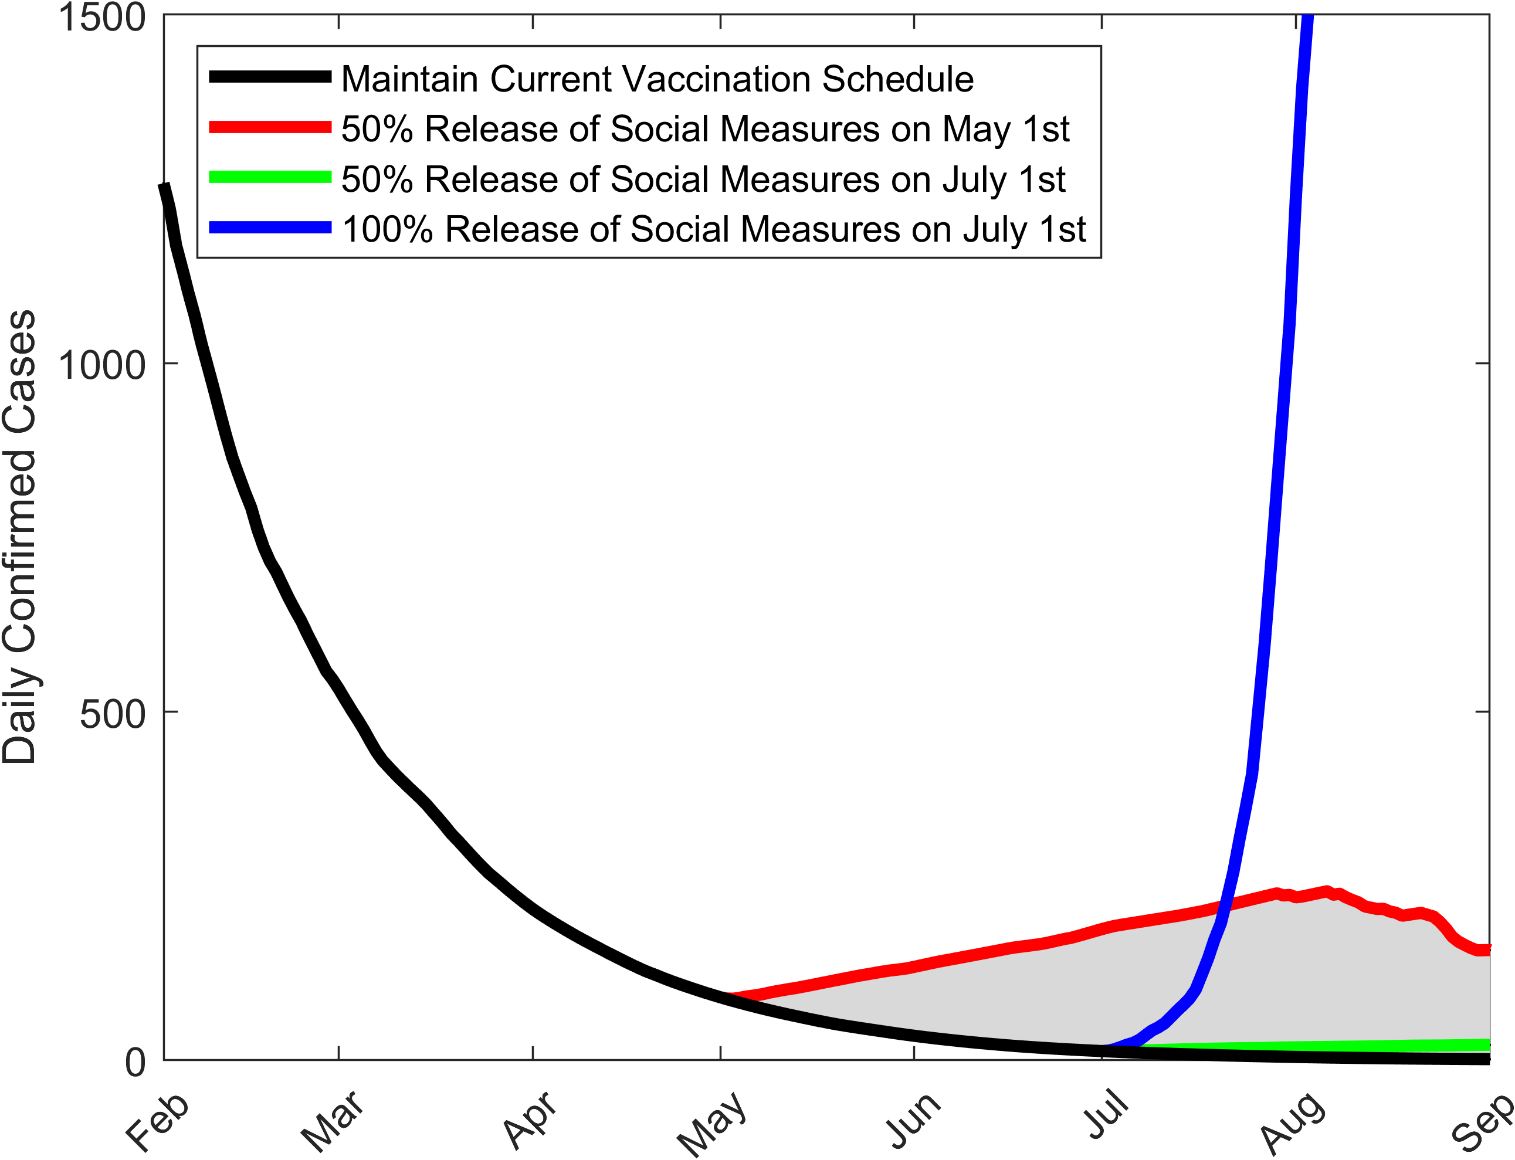 1500
1000
500
0
Daily Confirmed Cases
Maintain Current Vaccination Schedule
50% Release of Social Measures on May 1st
50% Release of Social Measures on July 1st
100% Release of Social Measures on July 1st
Feb
Mar
Apr
May
Jun
Jul
Aug
Sep